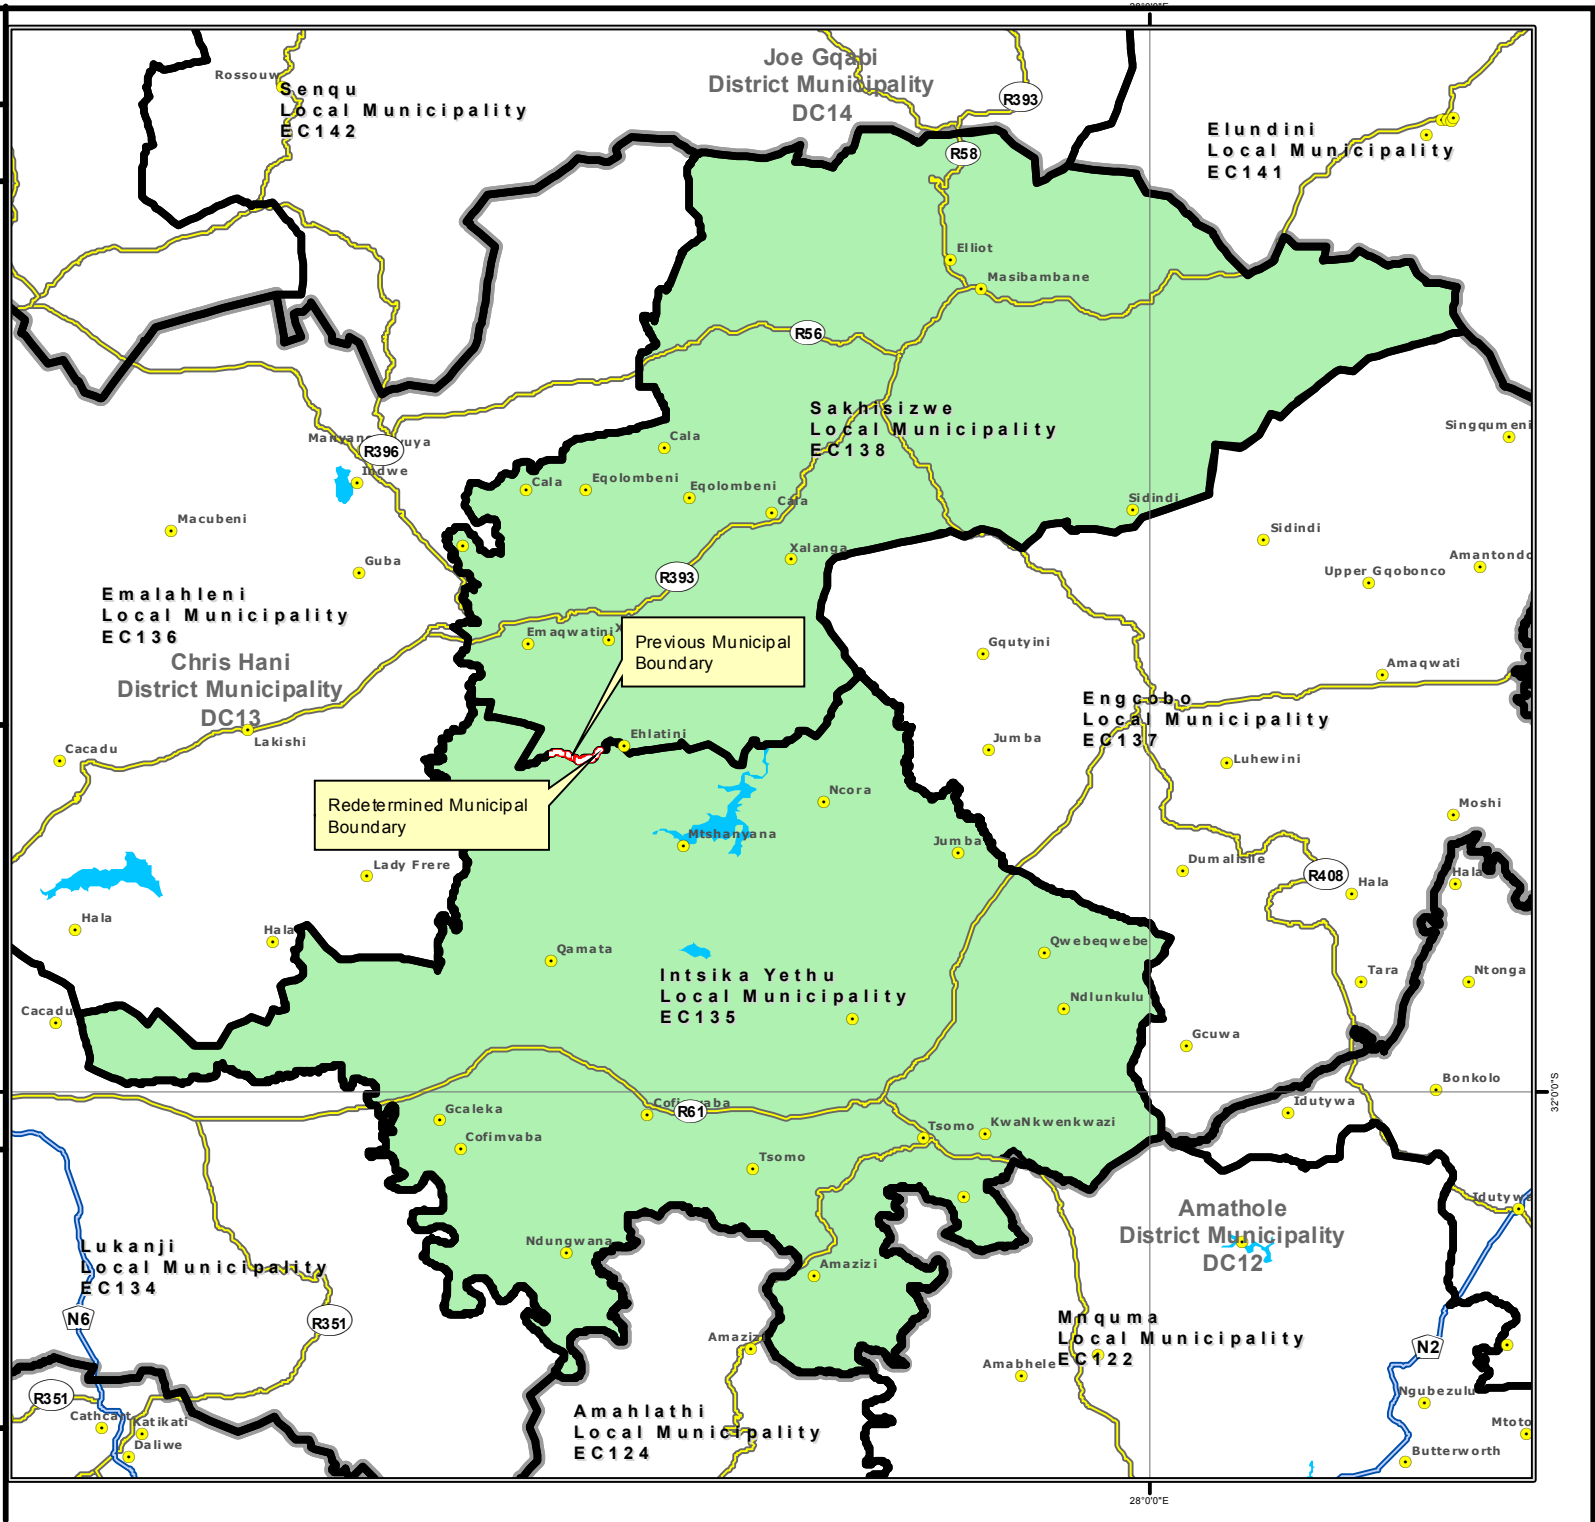 Joe Gqabi
District Municipality
DC14
Rossouw
Senqu
Local Municipality
EC142
R393
R58
Elundini
Local Municipality
EC141
Elliot
Masibambane
R56
Sakhisizwe
Local Municipality
EC138
Singqumeni
R396
Indwe
Cala
Cala
Eqolombeni
Eqolombeni
Cala
Sidindi
Macubeni
Guba
Xalanga
Sidindi
Amantondo
Upper Gqobonco
R393
Emalahleni
Local Municipality
EC136
Chris Hani
District Municipality
DC13
Emaqwatini
Previous Municipal
Boundary
Gqutyini
Amaqwati
Engcobo
Local Municipality
EC137
Cacadu
Lakishi
Ehlatini
Jumba
Luhewini
Redetermined Municipal
Boundary
Ncora
Mtshanyana
Jumba
Moshi
Lady Frere
Dumalisile
R408
Hala
Hala
Hala
Hala
Qamata
Qwebeqwebe
Intsika Yethu
Local Municipality
EC135
Tara
Ntonga
Ndlunkulu
Cacadu
Gcuwa
Bonkolo
32°0'0"S
Gcaleka
R61
Idutywa
Cofimvaba
Tsomo
KwaNkwenkwazi
Tsomo
Amathole
District Municipality
DC12
Ndungwana
Lukanji
Local Municipality
EC134
Amazizi
N6
R351
Mnquma
Local Municipality
EC122
N2
Amabhele
R351
Ngubezulu
Cathcart
Katikati
Daliwe
Amahlathi
Local Municipality
EC124
Butterworth
28°0'0"E